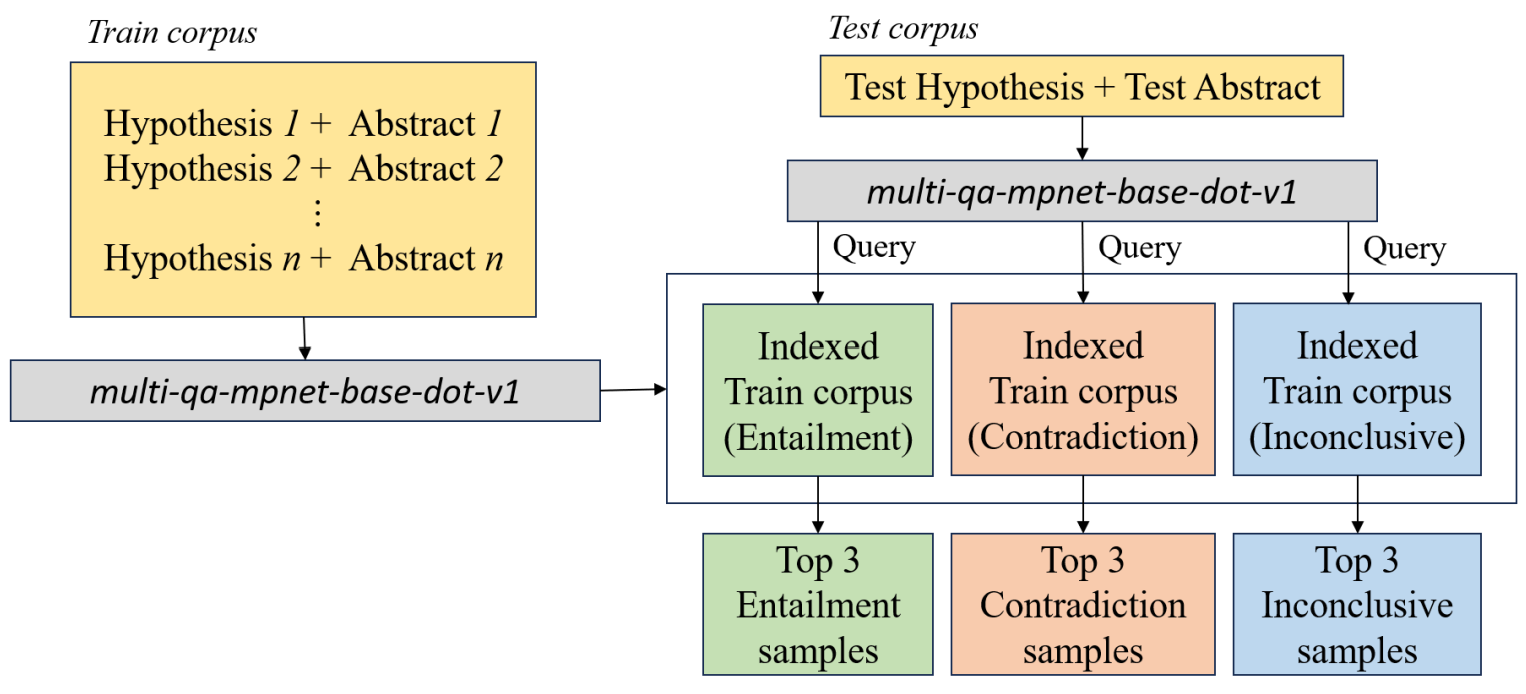 Train corpus
Hypothesis 1 + Abstract 1
Hypothesis 2 + Abstract 2
⋮
Hypothesis n + Abstract n
multi-qa-mpnet-base-dot-v1
Test corpus
Test Hypothesis + Test Abstract
multi-qa-mpnet-base-dot-v1
Query
Query
Query
Indexed
Train corpus
(Entailment)
Indexed
Train corpus
(Contradiction)
Indexed
Train corpus
(Inconclusive)
Top 3
Entailment
samples
Top 3
Contradiction
samples
Top 3
Inconclusive
samples